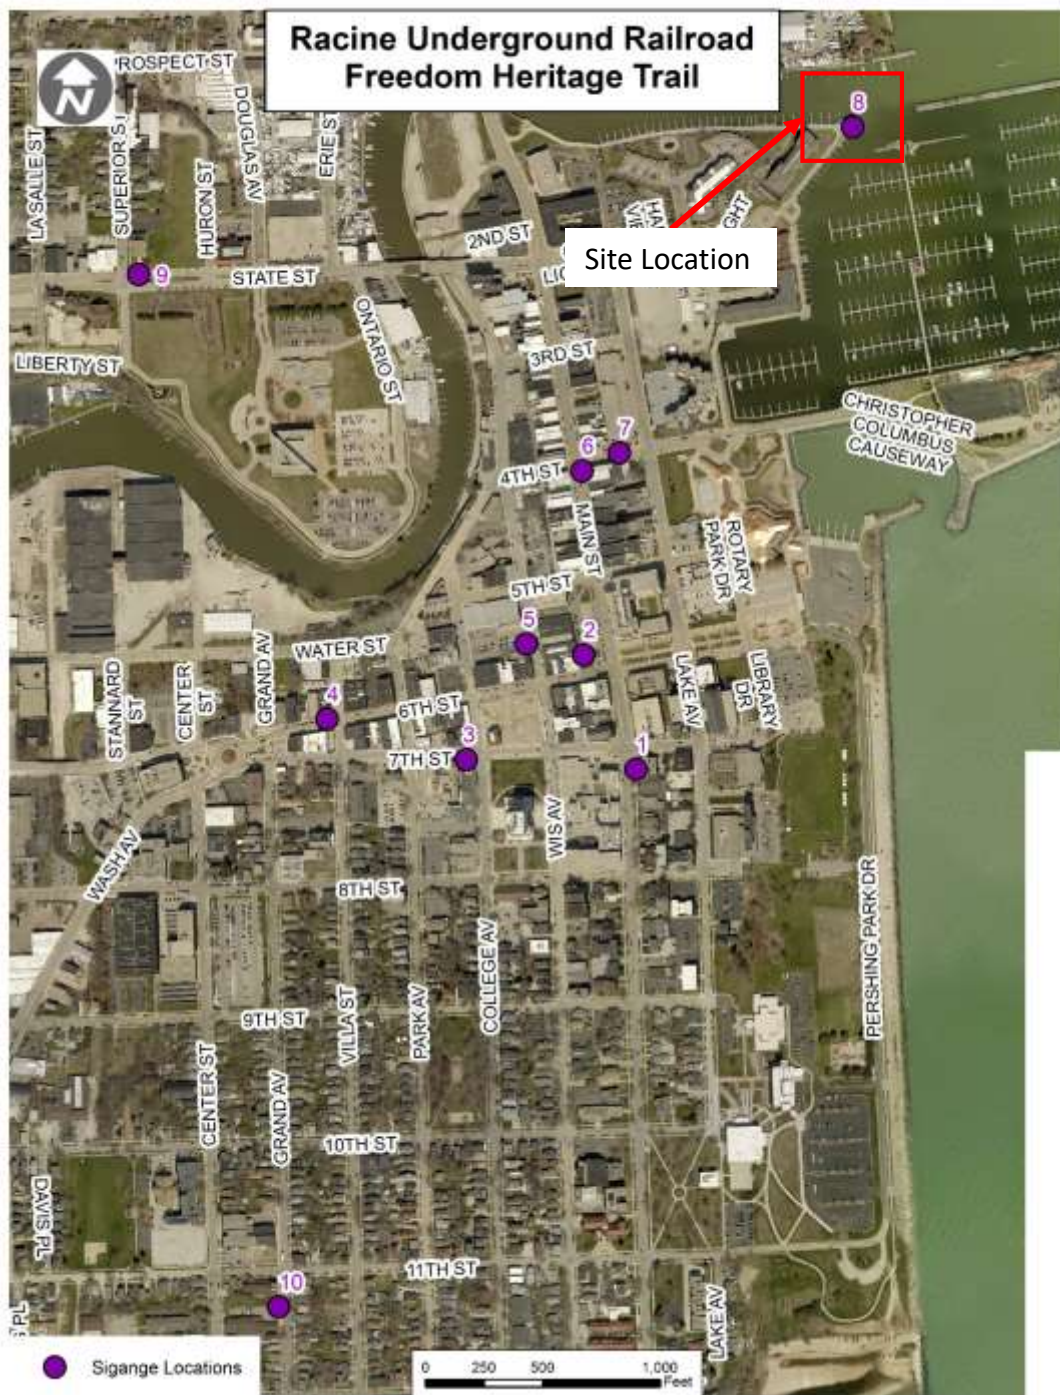 Racine Underground Railroad
Freedom Heritage Trail
N
PROSPECT ST
LA SALLE ST
SUPERIOR ST
HURON ST
DOUGLAS AV
ERIE ST
8
2ND ST
Site Location
9
STATE ST
ONTARIO ST
LIBERTY ST
3RD ST
CHRISTOPHER
COLUMBUS
CAUSEWAY
7
6
4TH ST
MAIN ST
ROTARY
PARK DR
5TH ST
5
2
WATER ST
STANNARD
ST
CENTER
ST
GRAND AV
4
6TH ST
3
7TH ST
LAKE AV
LIBRARY
DR
1
WIS AV
WASH AV
8TH ST
PERSHING PARK DR
COLLEGE AV
PARK AV
VILLA ST
9TH ST
CENTER ST
GRAND AV
10TH ST
DAVIS PL
11TH ST
10
LAKE AV
PL
Sigange Locations
0 250 500 1,000
Feet